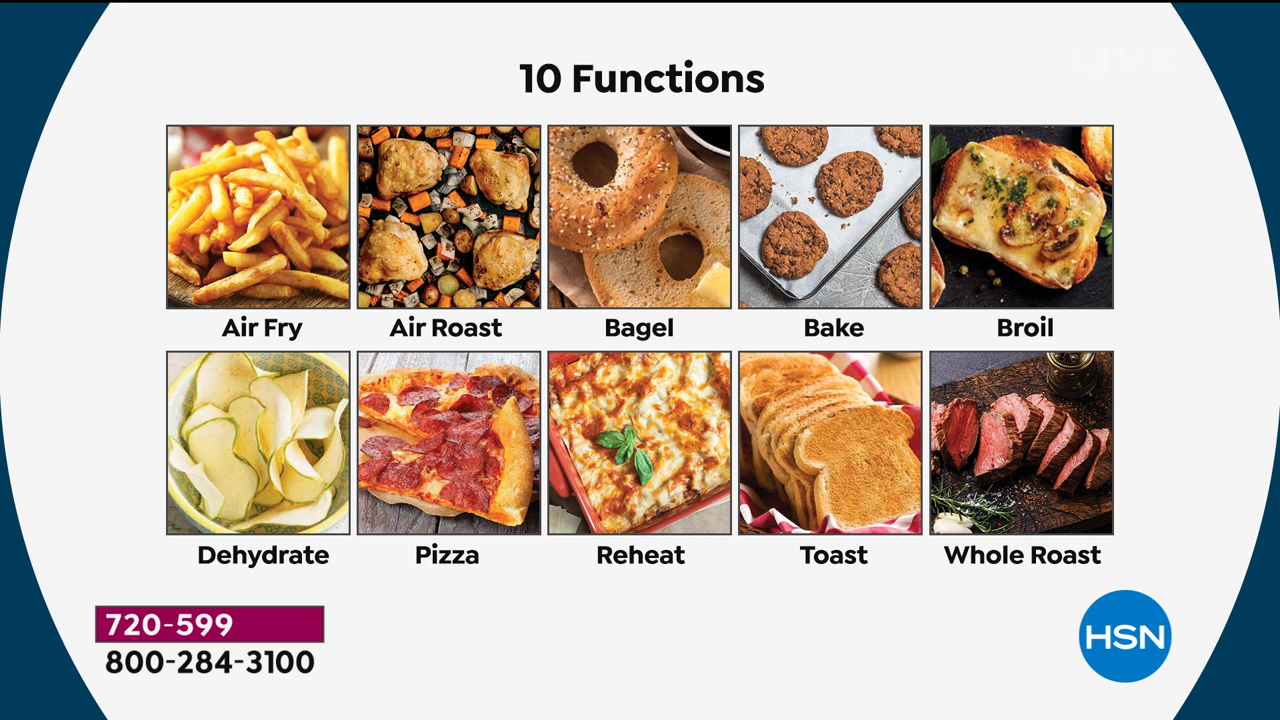 LIVE
10 Functions
Air Fry
Air Roast
Bagel
Bake
Broil
Dehydrate
Pizza
Reheat
Toast
Whole Roast
720-599
800-284-3100
HSN